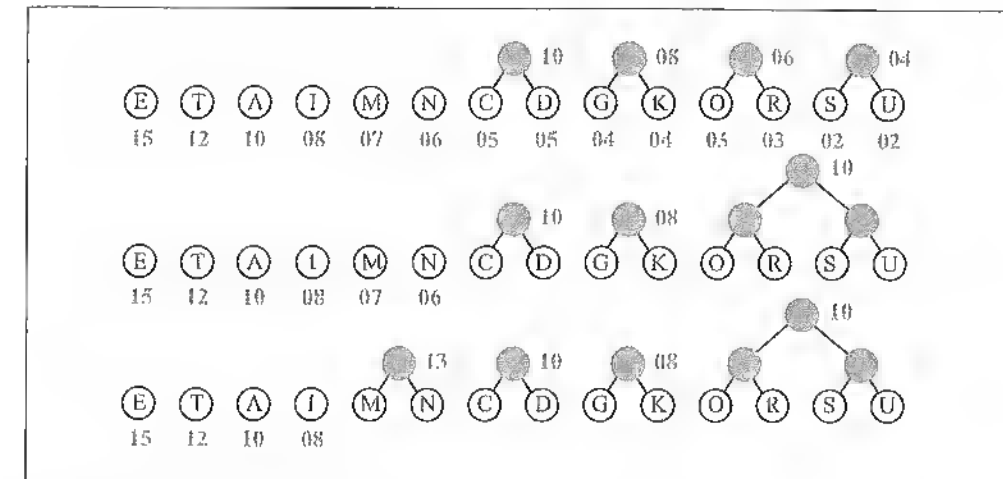 10 08 06 04
E T A I M N C D G K O R S U
15 12 10 08 07 06 05 05 04 04 03 03 02 02
10
10 08
E T A I M N C D G K O R S U
15 12 10 08 07 06
10
13 10 08
E T A I M N C D G K O R S U
15 12 10 08